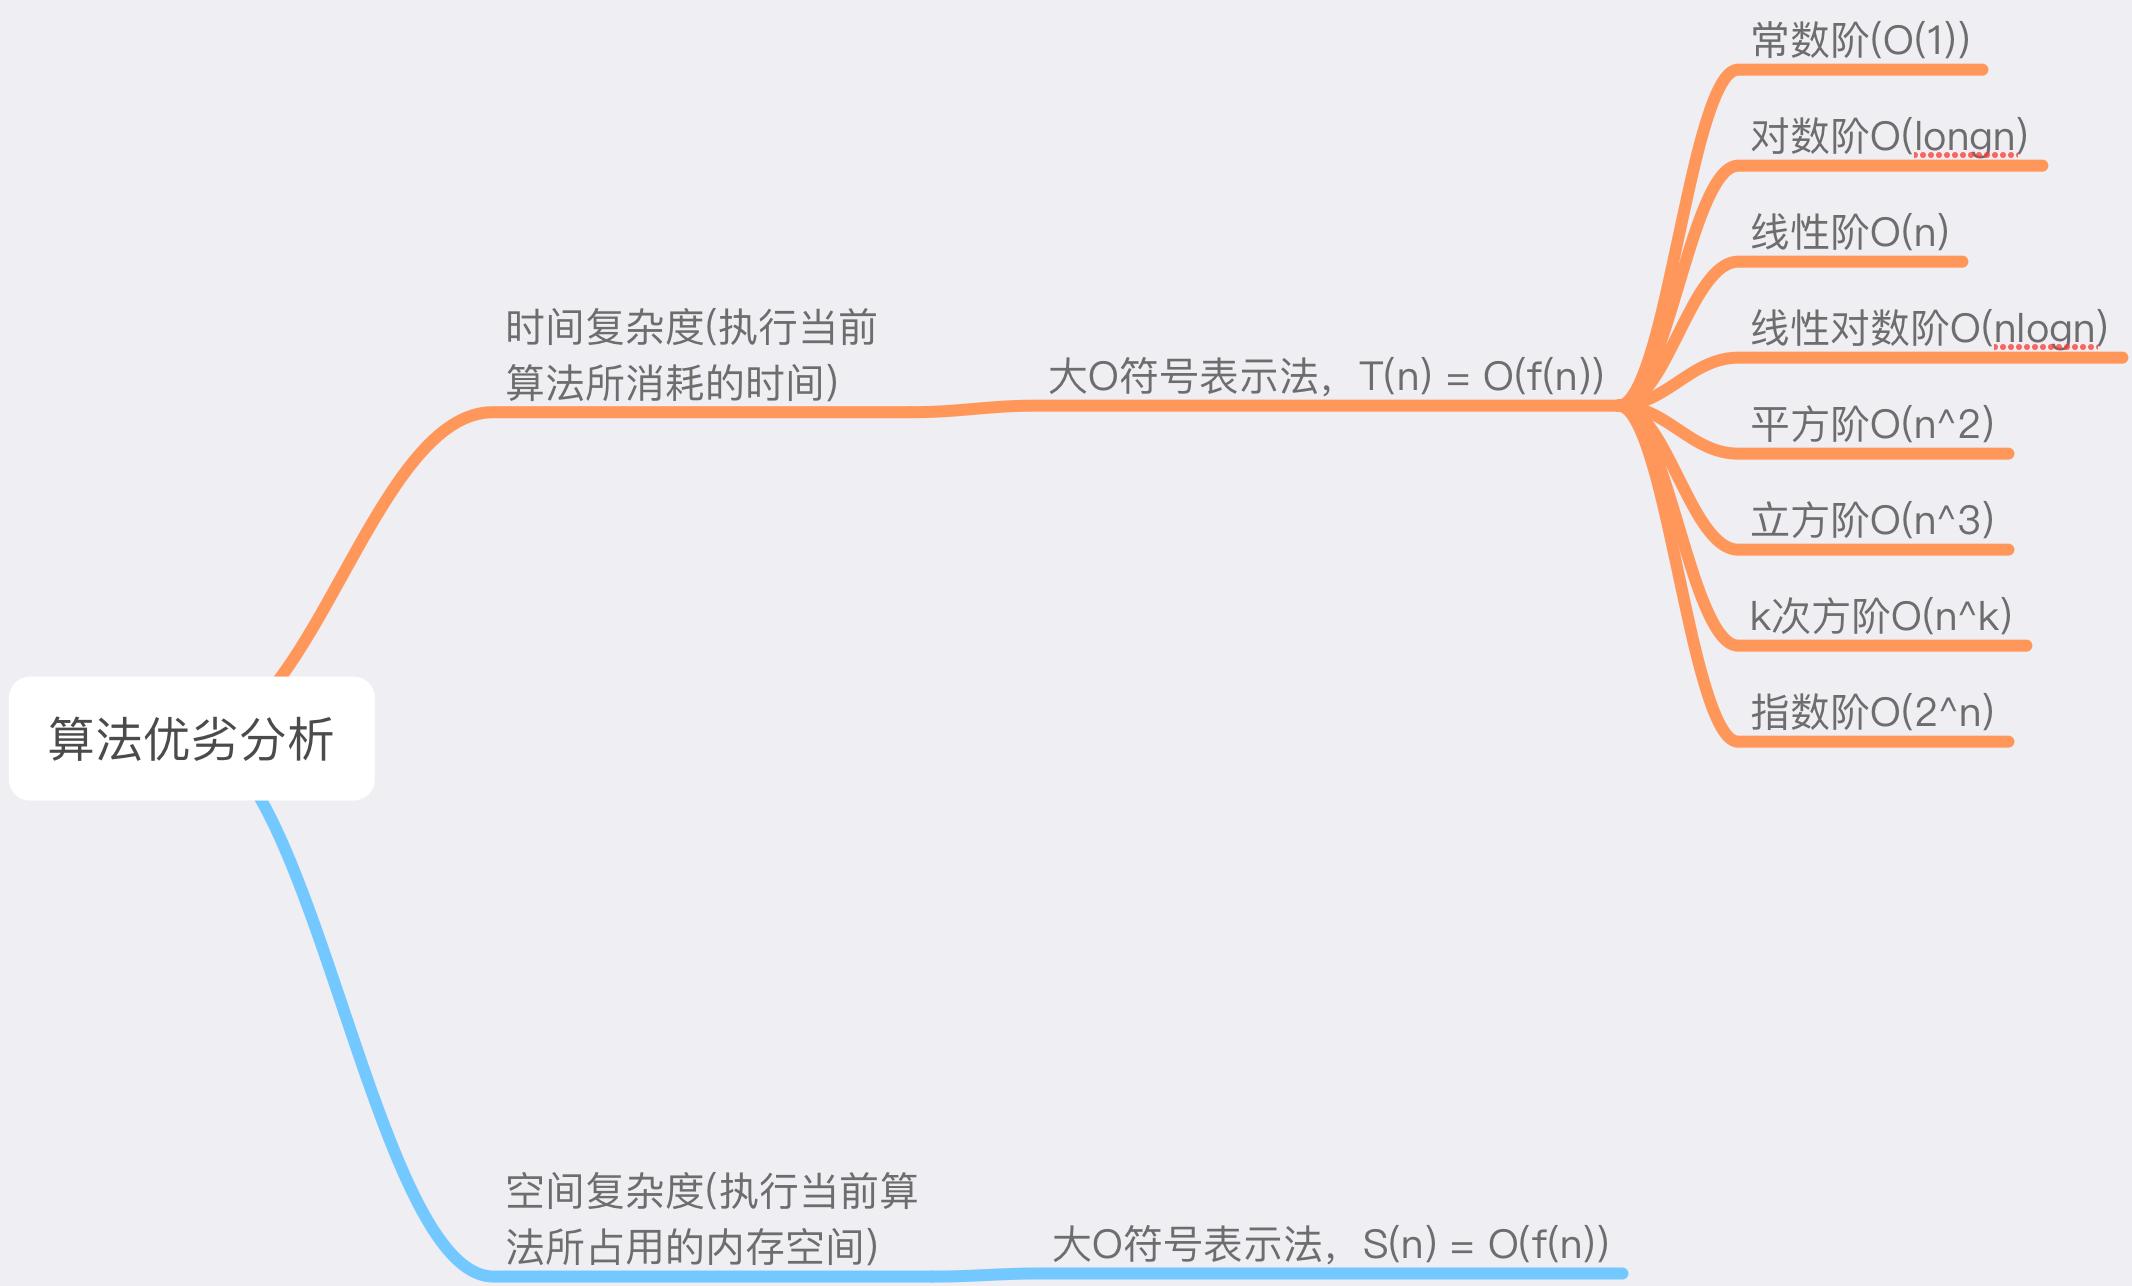 常数阶(O(1))
对数阶O(longn)
线性阶O(n)
线性对数阶O(nlogn)
时间复杂度(执行当前
算法所消耗的时间)
大O符号表示法，T(n) = O(f(n))
平方阶O(n^2)
立方阶O(n^3)
k次方阶O(n^k)
指数阶O(2^n)
算法优劣分析
空间复杂度(执行当前算
法所占用的内存空间)
大O符号表示法，S(n) = O(f(n))